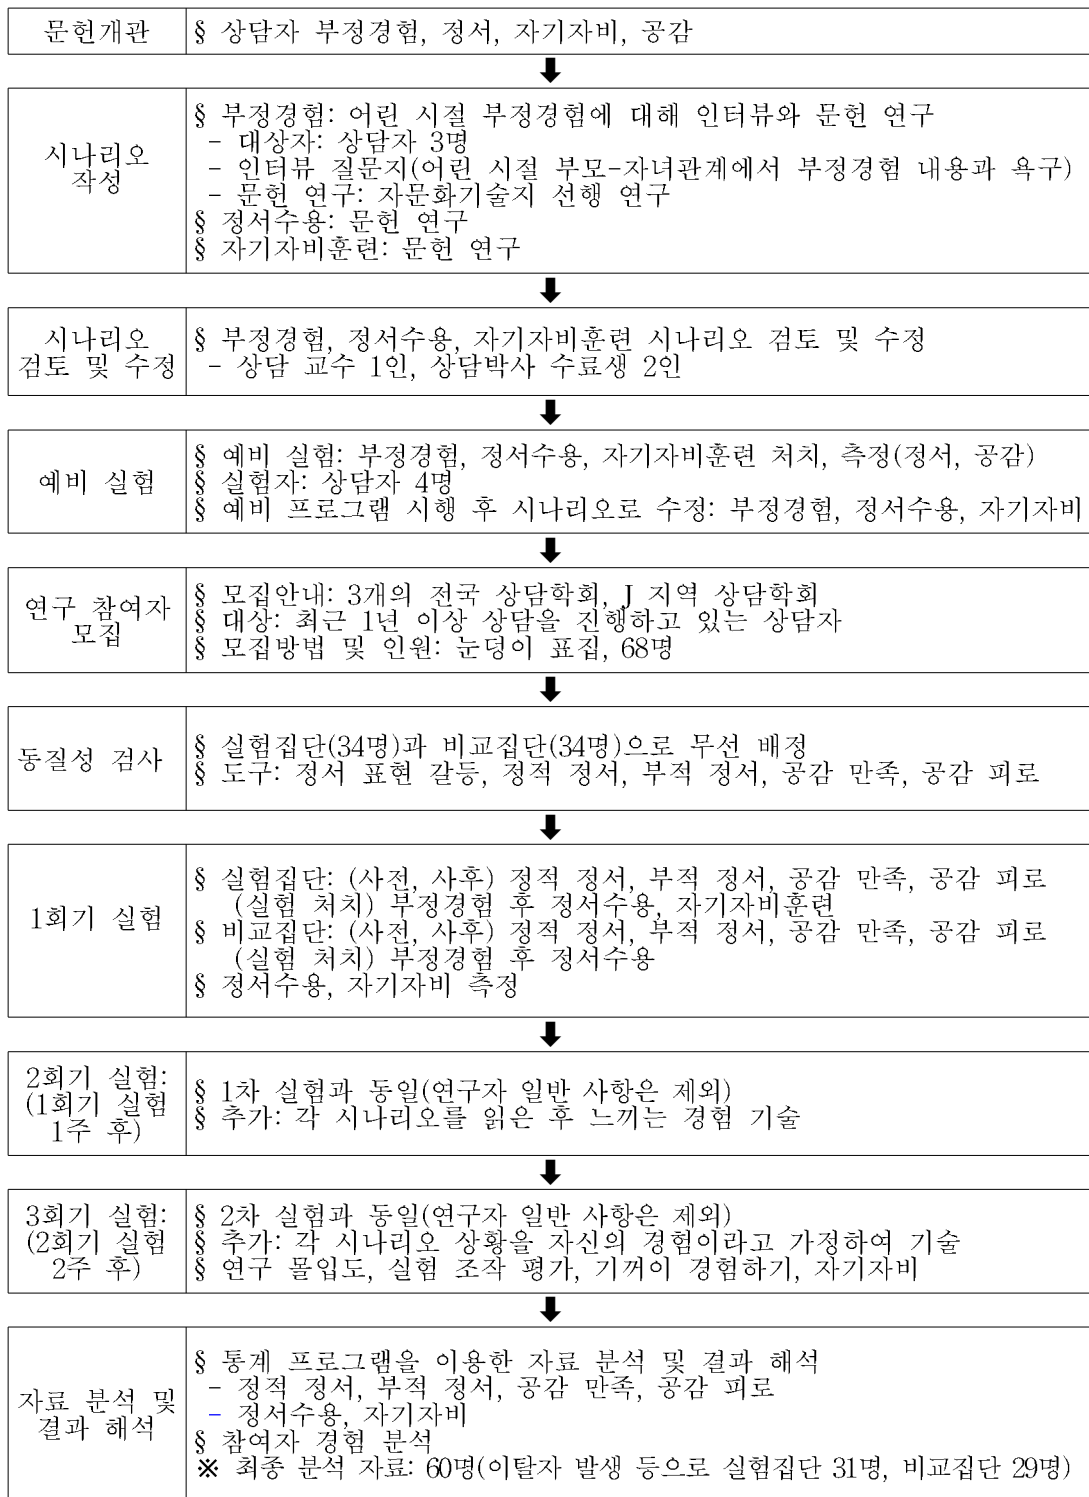 문헌개관
§ 상담자 부정경험, 정서, 자기자비, 공감
시나리오
작성
§ 부정경험: 어린 시절 부정경험에 대해 인터뷰와 문헌 연구
- 대상자: 상담자 3명
- 인터뷰 질문지(어린 시절 부모-자녀관계에서 부정경험 내용과 욕구)
- 문헌 연구: 자문화기술지 선행 연구
§ 정서수용: 문헌 연구
§ 자기자비훈련: 문헌 연구
시나리오
검토 및 수정
§ 부정경험, 정서수용, 자기자비훈련 시나리오 검토 및 수정
- 상담 교수 1인, 상담박사 수료생 2인
예비 실험
§ 예비 실험: 부정경험, 정서수용, 자기자비훈련 처치, 측정(정서, 공감)
§ 실험자: 상담자 4명
§ 예비 프로그램 시행 후 시나리오로 수정: 부정경험, 정서수용, 자기자비
연구 참여자
모집
§ 모집안내: 3개의 전국 상담학회, J 지역 상담학회
§ 대상: 최근 1년 이상 상담을 진행하고 있는 상담자
§ 모집방법 및 인원: 눈덩이 표집, 68명
동질성 검사
§ 실험집단(34명)과 비교집단(34명)으로 무선 배정
§ 도구: 정서 표현 갈등, 정적 정서, 부적 정서, 공감 만족, 공감 피로
1회기 실험
§ 실험집단: (사전, 사후) 정적 정서, 부적 정서, 공감 만족, 공감 피로
(실험 처치) 부정경험 후 정서수용, 자기자비훈련
§ 비교집단: (사전, 사후) 정적 정서, 부적 정서, 공감 만족, 공감 피로
(실험 처치) 부정경험 후 정서수용
§ 정서수용, 자기자비 측정
2회기 실험:
(1회기 실험
1주 후)
§ 1차 실험과 동일(연구자 일반 사항은 제외)
§ 추가: 각 시나리오를 읽은 후 느끼는 경험 기술
3회기 실험:
(2회기 실험
2주 후)
§ 2차 실험과 동일(연구자 일반 사항은 제외)
§ 추가: 각 시나리오 상황을 자신의 경험이라고 가정하여 기술
§ 연구 몰입도, 실험 조작 평가, 기꺼이 경험하기, 자기자비
자료 분석 및
결과 해석
§ 통계 프로그램을 이용한 자료 분석 및 결과 해석
- 정적 정서, 부적 정서, 공감 만족, 공감 피로
- 정서수용, 자기자비
§ 참여자 경험 분석
※ 최종 분석 자료: 60명(이탈자 발생 등으로 실험집단 31명, 비교집단 29명)